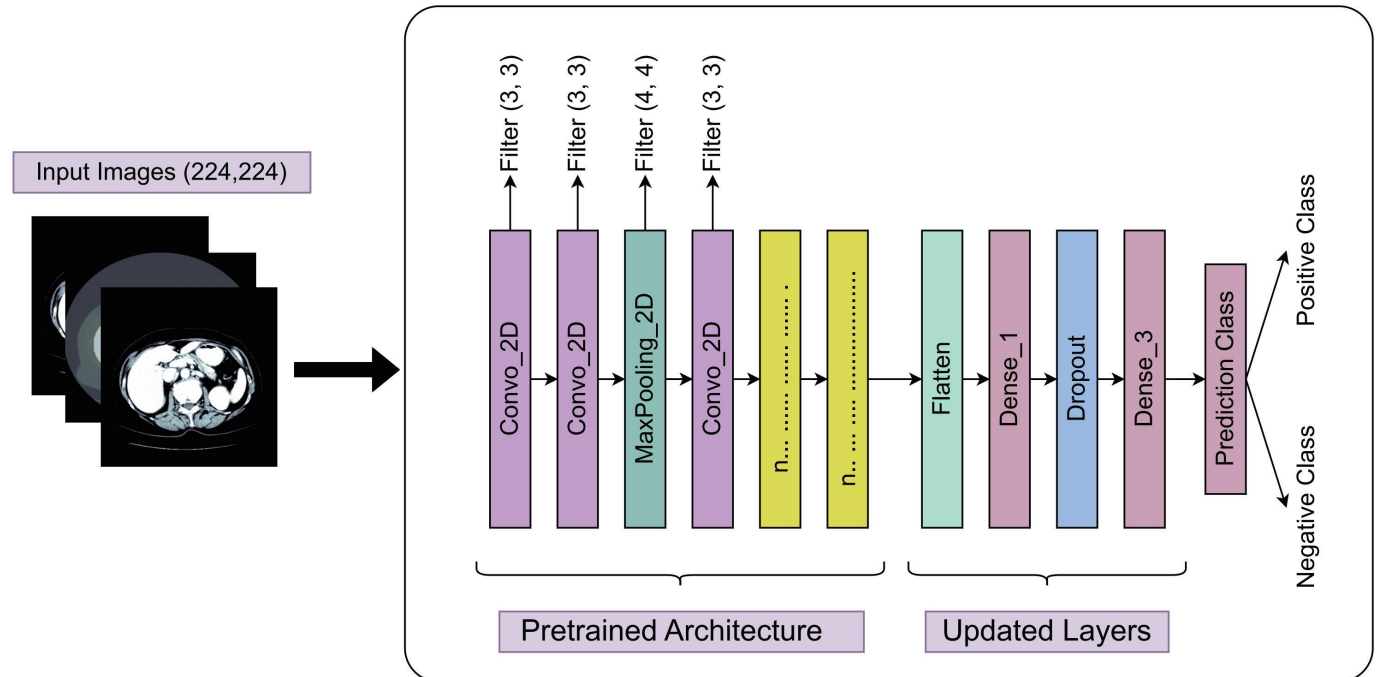 Input Images (224,224)
Filter (3, 3)
Filter (3, 3)
Filter (4, 4)
Filter (3, 3)
Convo_2D
Convo_2D
MaxPooling_2D
Convo_2D
n... ...... ...... ...... .
n.. ... ...... ......................
Flatten
Dense_1
Dropout
Dense_3
Prediction Class
Positive Class
Negative Class
Pretrained Architecture
Updated Layers